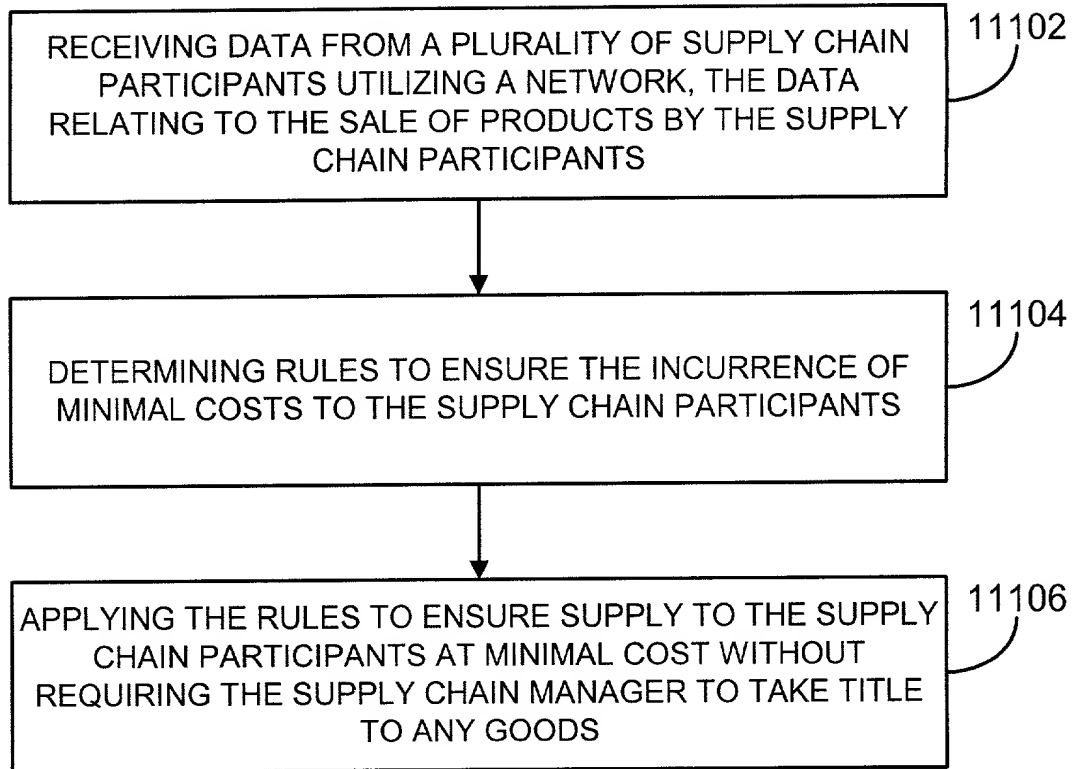 RECEIVING DATA FROM A PLURALITY OF SUPPLY CHAIN
PARTICIPANTS UTILIZING A NETWORK, THE DATA
RELATING TO THE SALE OF PRODUCTS BY THE SUPPLY
CHAIN PARTICIPANTS
11102
DETERMINING RULES TO ENSURE THE INCURRENCE OF
MINIMAL COSTS TO THE SUPPLY CHAIN PARTICIPANTS
11104
APPLYING THE RULES TO ENSURE SUPPLY TO THE SUPPLY
CHAIN PARTICIPANTS AT MINIMAL COST WITHOUT
REQUIRING THE SUPPLY CHAIN MANAGER TO TAKE TITLE
TO ANY GOODS
11106